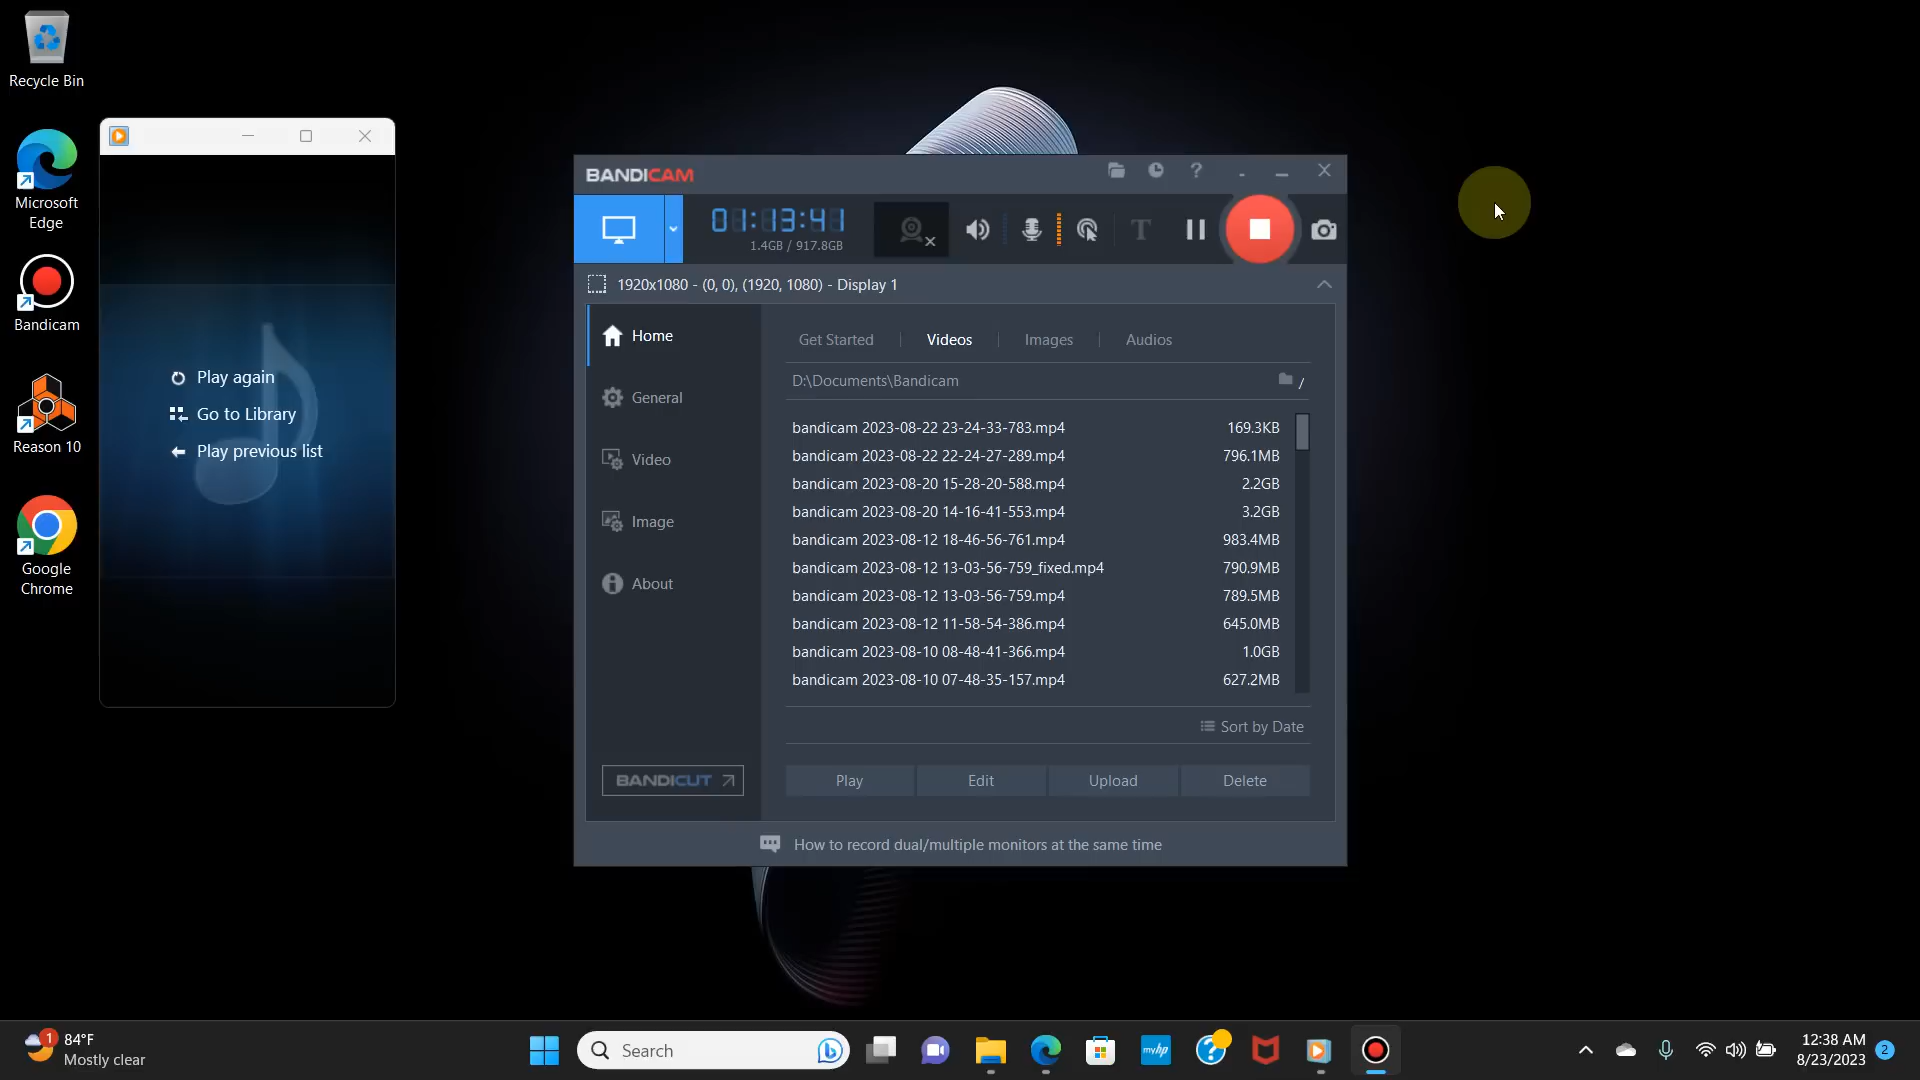 Recycle Bin
Microsoft
Edge
Bandicam
Reason 10
Google
Chrome
Play again
Go to Library
Play previous list
BANDICAM
01:13:41
1.4GB / 917.8GB
T
1920x1080 - (0, 0), (1920, 1080) - Display 1
Home
General
Video
Image
About
BANDICUT
Get Started
Videos
Images
Audios
D:\Documents\Bandicam
bandicam 2023-08-22 23-24-33-783.mp4 169.3KB
bandicam 2023-08-22 22-24-27-289.mp4 796.1MB
bandicam 2023-08-20 15-28-20-588.mp4 2.2GB
bandicam 2023-08-20 14-16-41-553.mp4 3.2GB
bandicam 2023-08-12 18-46-56-761.mp4 983.4MB
bandicam 2023-08-12 13-03-56-759_fixed.mp4 790.9MB
bandicam 2023-08-12 13-03-56-759.mp4 789.5MB
bandicam 2023-08-12 11-58-54-386.mp4 645.0MB
bandicam 2023-08-10 08-48-41-366.mp4 1.0GB
bandicam 2023-08-10 07-48-35-157.mp4 627.2MB
Sort by Date
Play
Edit
Upload
Delete
How to record dual/multiple monitors at the same time
1
84°F
Mostly clear
Search
myhp
12:38 AM
8/23/2023
2